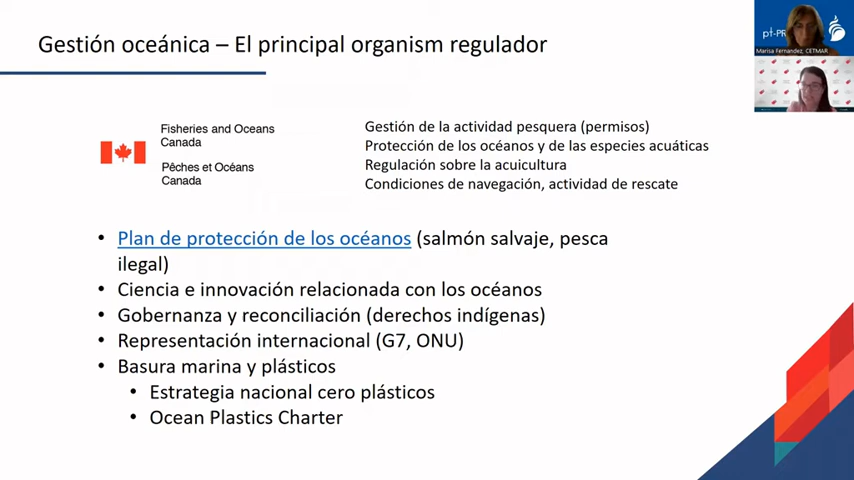 Gestión oceánica – El principal organism regulador
Marisa Fernandez, CETMAR
Fisheries and Oceans
Canada
Pêches et Océans
Canada
Gestión de la actividad pesquera (permisos)
Protección de los océanos y de las especies acuáticas
Regulación sobre la acuicultura
Condiciones de navegación, actividad de rescate
• Plan de protección de los océanos (salmón salvaje, pesca
ilegal)
• Ciencia e innovación relacionada con los océanos
• Gobernanza y reconciliación (derechos indígenas)
• Representación internacional (G7, ONU)
• Basura marina y plásticos
• Estrategia nacional cero plásticos
• Ocean Plastics Charter